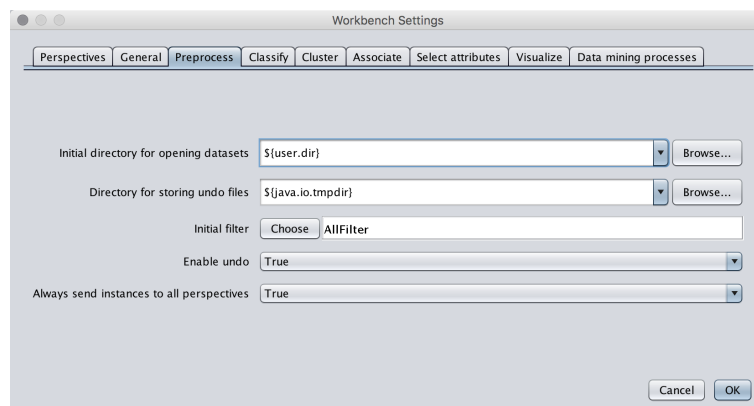 Workbench Settings
Perspectives General Preprocess Classify Cluster Associate Select attributes Visualize Data mining processes
Initial directory for opening datasets ${user.dir} Browse...
Directory for storing undo files ${java.io.tmpdir} Browse...
Initial filter Choose AllFilter
Enable undo True
Always send instances to all perspectives True
Cancel OK